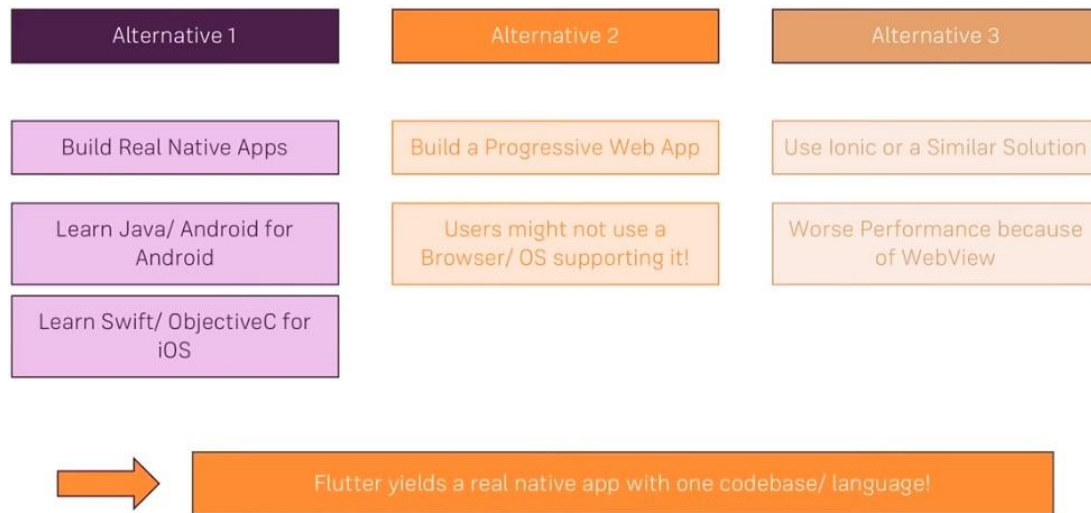 Alternative 1
Alternative 2
Alternative 3
Build Real Native Apps
Build a Progressive Web App
Use Ionic or a Similar Solution
Learn Java/ Android for
Android
Users might not use a
Browser/ OS supporting it!
Worse Performance because
of WebView
Learn Swift/ ObjectiveC for
iOS
Flutter yields a real native app with one codebase/ language!